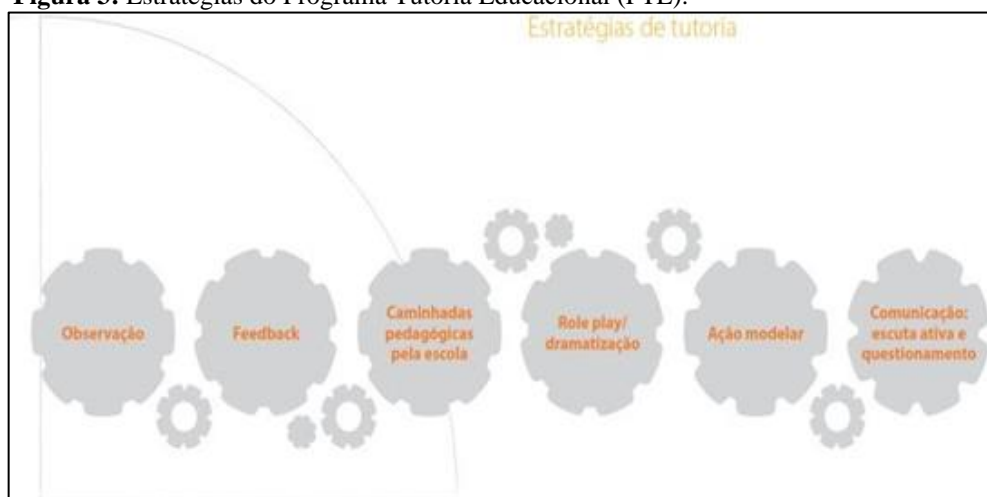 Figura 3: Estratégias do Programa Tutoria Educacional (PTE).
Estratégias de tutoria
Observação
Feedback
Caminhadas
pedagógicas
pela escola
Role play/
dramatização
Ação modelar
Comunicação:
escuta ativa e
questionamento